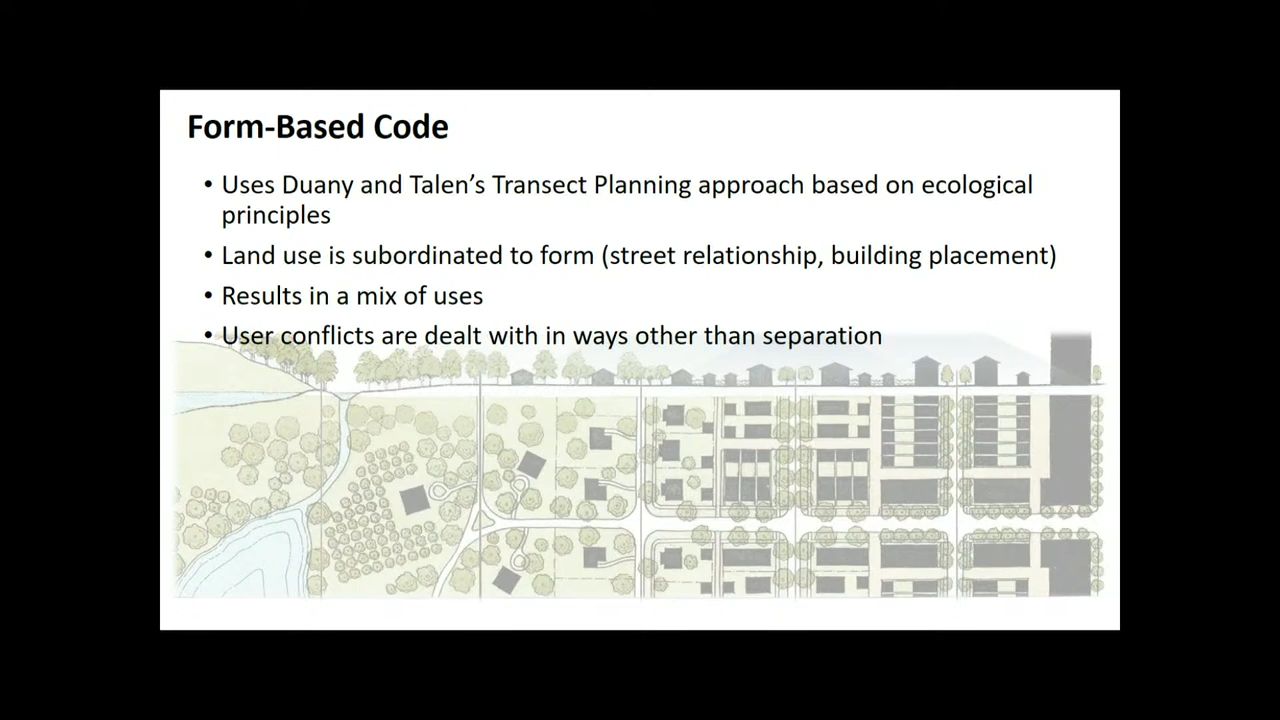 Form-Based Code
• Uses Duany and Talen’s Transect Planning approach based on ecological
principles
• Land use is subordinated to form (street relationship, building placement)
• Results in a mix of uses
• User conflicts are dealt with in ways other than separation